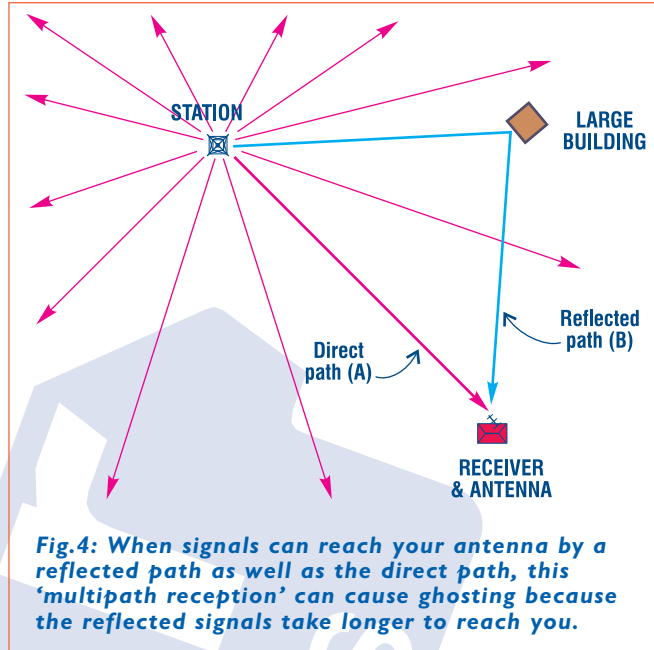 STATION
LARGE
BUILDING
Direct
path (A)
Reflected
path (B)
RECEIVER
& ANTENNA
Fig.4: When signals can reach your antenna by a
reflected path as well as the direct path, this
‘multipath reception’ can cause ghosting because
the reflected signals take longer to reach you.